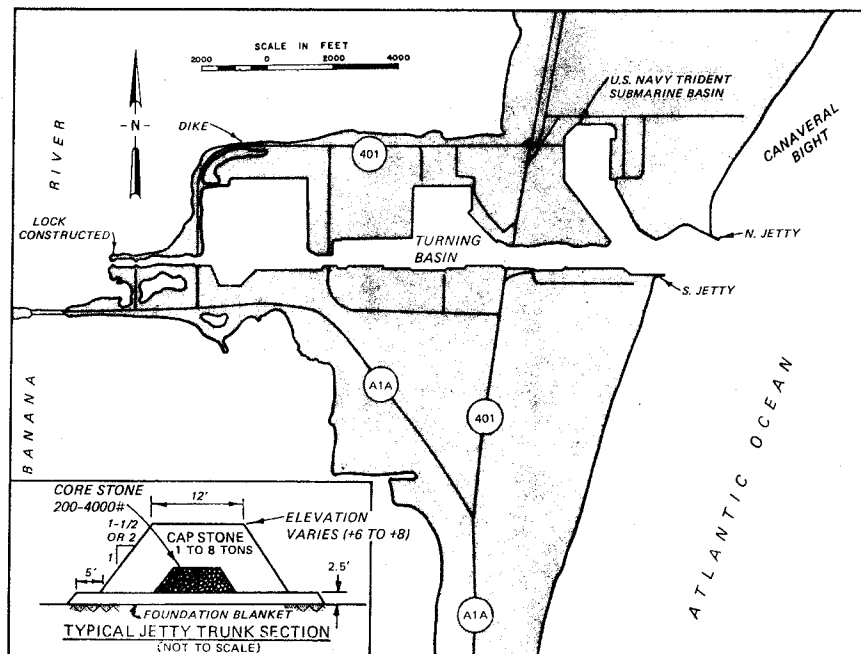 SCALE IN FEET
2000 0 2000 4000
U.S. NAVY TRIDENT
SUBMARINE BASIN
-N-
DIKE
401
CANAVERAL
BIGHT
RIVER
LOCK
CONSTRUCTED
TURNING
BASIN
N. JETTY
S. JETTY
A1A
401
BANANA
ATLANTIC OCEAN
CORE STONE
200-4000#
12'
1-1/2
OR 2
1
CAP STONE
1 TO 8 TONS
ELEVATION
VARIES (+6 TO +8)
5'
2.5'
FOUNDATION BLANKET
TYPICAL JETTY TRUNK SECTION
(NOT TO SCALE)
A1A